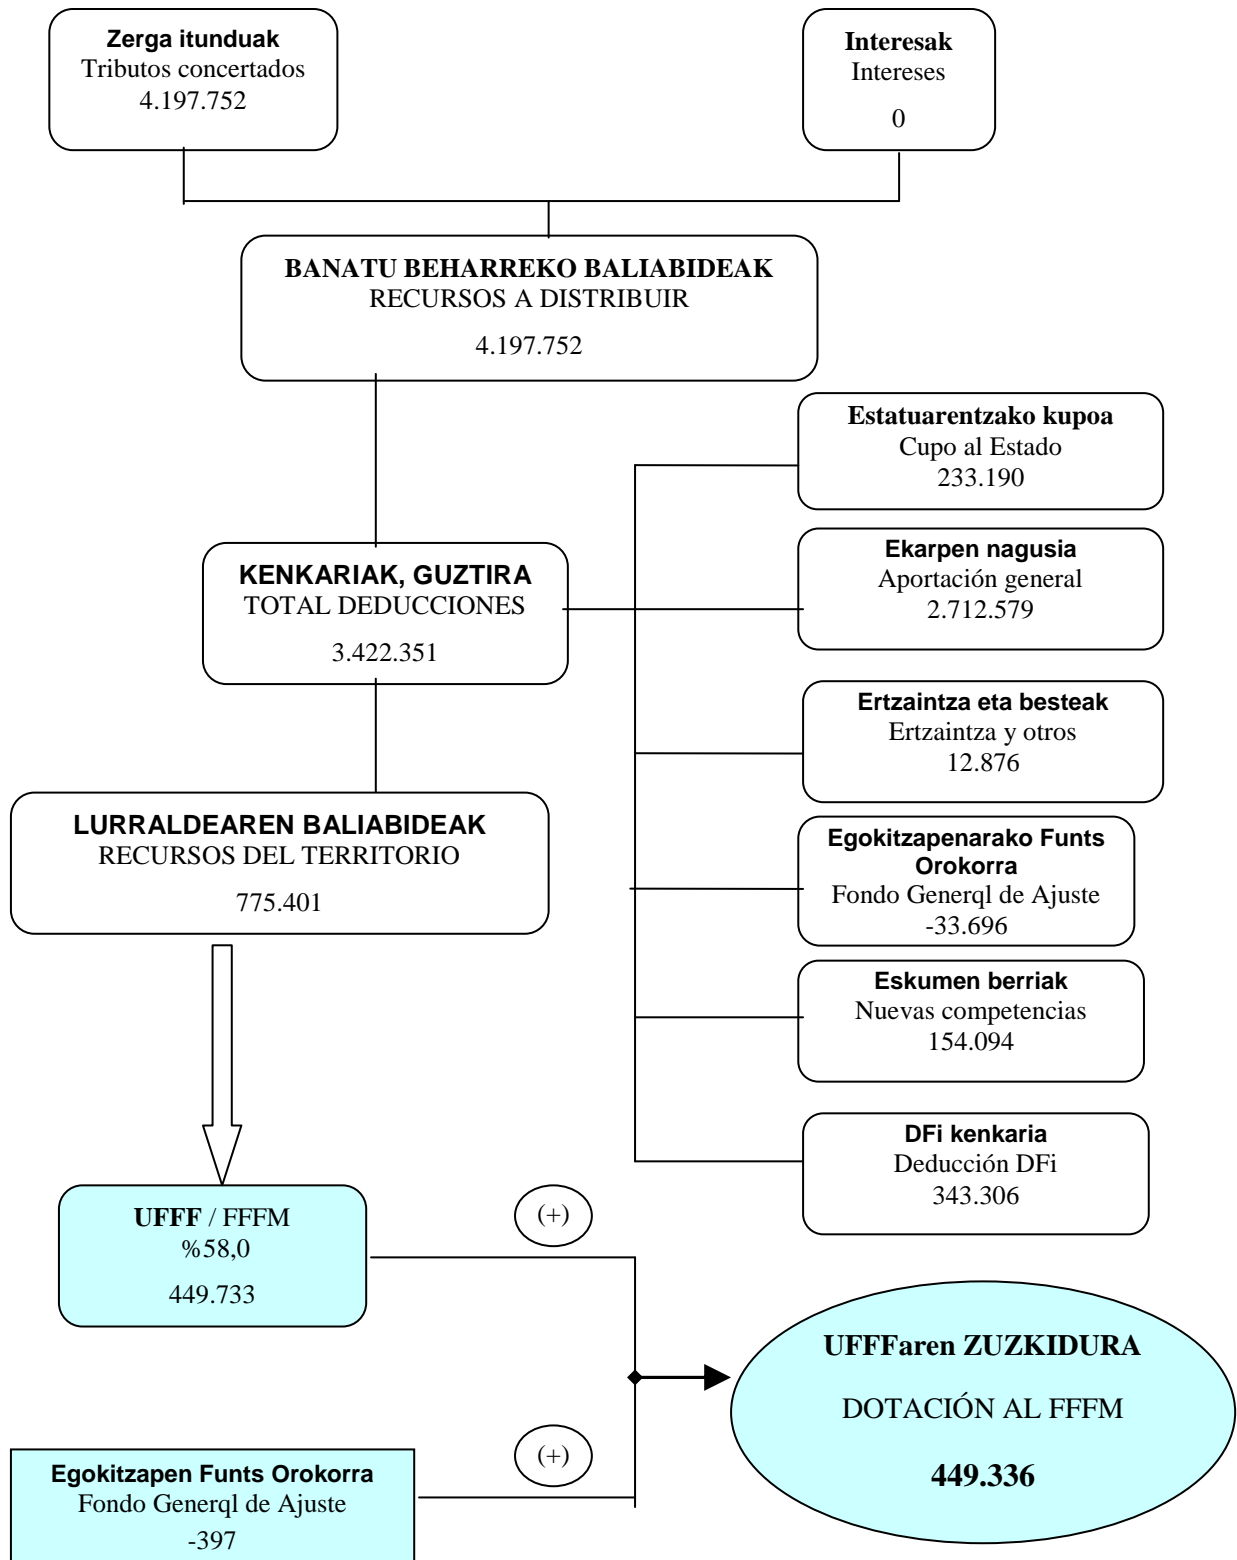 Zerga itunduak
Tributos concertados
4.197.752
Interesak
Intereses
0
BANATU BEHARREKO BALIABIDEAK
RECURSOS A DISTRIBUIR
4.197.752
Estatuarentzako kupoa
Cupo al Estado
233.190
Ekarpen nagusia
Aportación general
2.712.579
KENKARIAK, GUZTIRA
TOTAL DEDUCCIONES
3.422.351
Ertzaintza eta besteak
Ertzaintza y otros
12.876
LURRALDEAREN BALIABIDEAK
RECURSOS DEL TERRITORIO
775.401
Egokitzapenarako Funts
Orokorra
Fondo Generql de Ajuste
-33.696
Eskumen berriak
Nuevas competencias
154.094
DFi kenkaria
Deducción DFi
343.306
UFFF / FFFM
%58,0
449.733
(+)
UFFFaren ZUZKIDURA
DOTACIÓN AL FFFM
449.336
(+)
Egokitzapen Funts Orokorra
Fondo Generql de Ajuste
-397